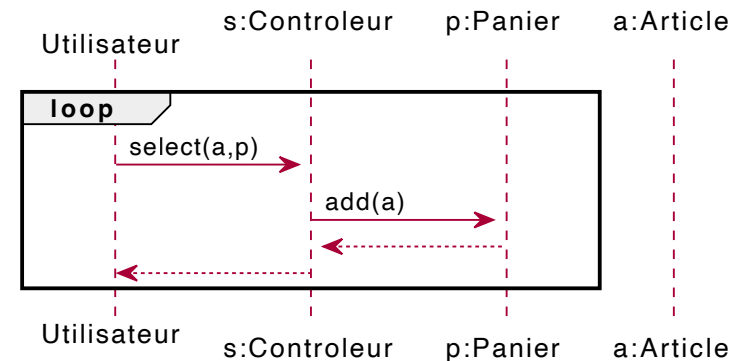 Utilisateur
s:Controleur
p:Panier
a:Article
loop
select(a,p)
add(a)
Utilisateur
s:Controleur
p:Panier
a:Article